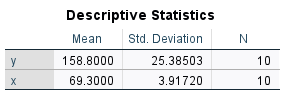 Descriptive Statistics
Mean Std. Deviation N
y 158.8000 25.38503 10
x 69.3000 3.91720 10